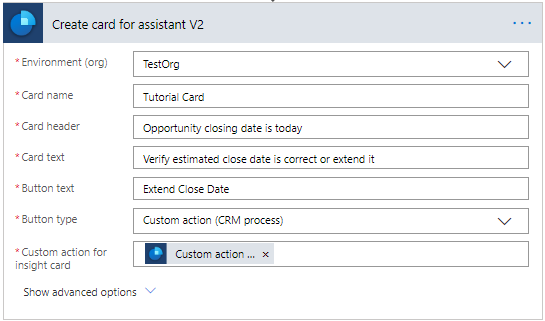 Create card for assistant V2 ...
* Environment (org) TestOrg
* Card name Tutorial Card
* Card header Opportunity closing date is today
* Card text Verify estimated close date is correct or extend it
* Button text Extend Close Date
* Button type Custom action (CRM process)
* Custom action for
insight card
Custom action ... ×
Show advanced options